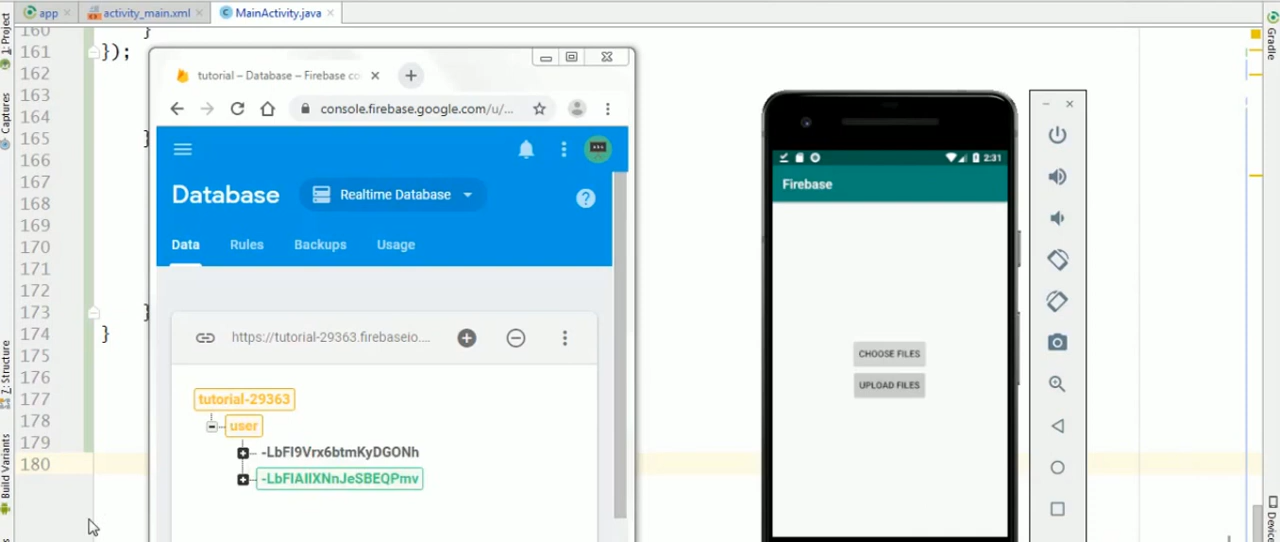 app
activity_main.xml
MainActivity.java
1: Project
Captures
7: Structure
Build Variants
Gradle
160
161
162
163
164
165
166
167
168
169
170
171
172
173
174
175
176
177
178
179
180
});
}
}
}
}
tutorial – Database – Firebase co
console.firebase.google.com/u/...
Database
Realtime Database
Data Rules Backups Usage
https://tutorial-29363.firebaseio....
tutorial-29363
user
-LbFI9Vrx6btmKyDGONh
-LbFIAIIXNnJeSBEQPmv
2:31
Firebase
CHOOSE FILES
UPLOAD FILES